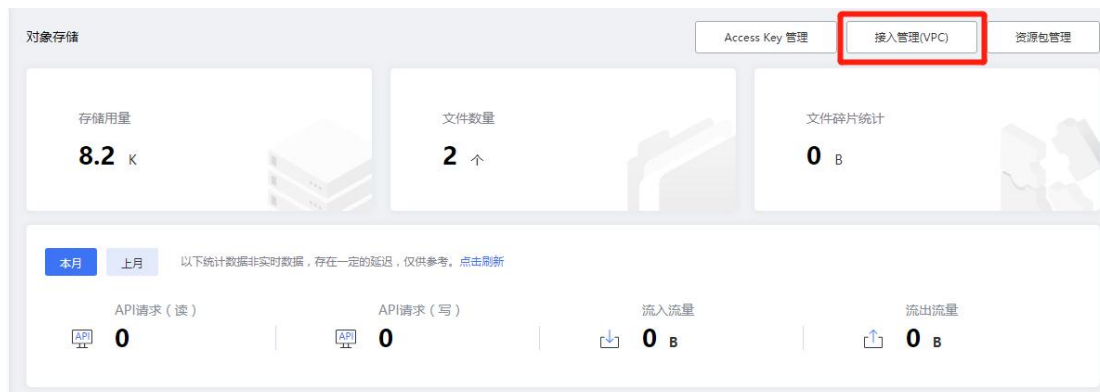 对象存储
Access Key 管理
接入管理(VPC)
资源包管理
存储用量
8.2 K
文件数量
2 个
文件碎片统计
0 B
本月
上月
以下统计数据非实时数据，存在一定的延迟，仅供参考。点击刷新
API请求（读）
API 0
API请求（写）
API 0
流入流量
0 B
流出流量
0 B